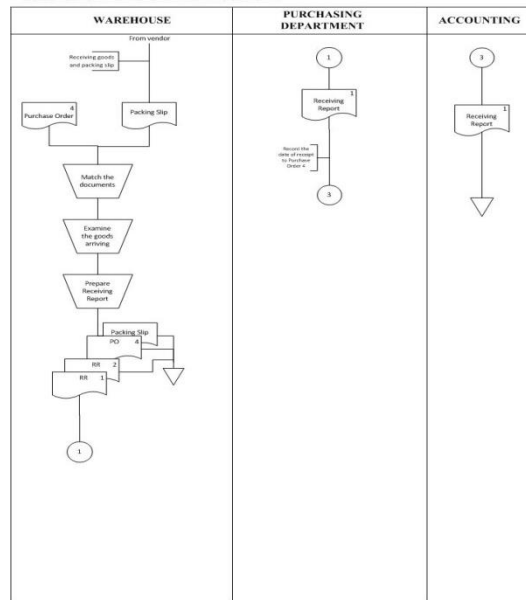 WAREHOUSE
From vendor
Receiving goods
and packing slip
4
Purchase Order
Packing Slip
Match the
documents
Examine
the goods
arriving
Prepare
Receiving
Report
Packing Slip
PO 4
RR 2
RR 1
1
PURCHASING
DEPARTMENT
1
1
Receiving
Report
Record the
date of receipt
to Purchase
Order 4
3
ACCOUNTING
3
1
Receiving
Report